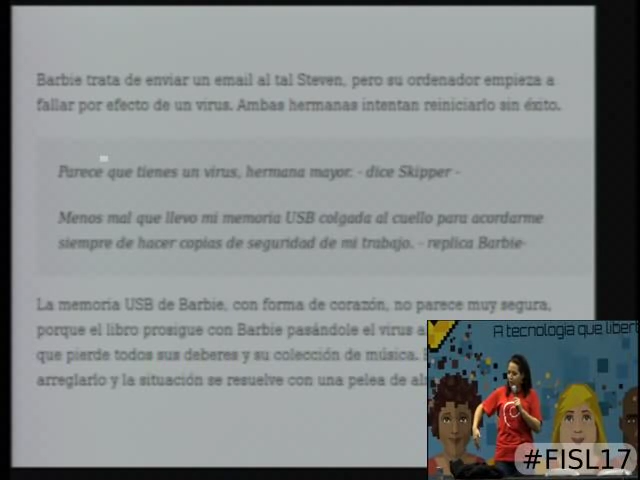 Barbie trata de enviar un email al tal Steven, pero su ordenador empieza a
fallar por efecto de un virus. Ambas hermanas intentan reiniciarlo sin éxito.
Parece que tienes un virus, hermana mayor. - dice Skipper -
Menos mal que llevo mi memoria USB colgada al cuello para acordarme
siempre de hacer copias de seguridad de mi trabajo. - replica Barbie-
La memoria USB de Barbie, con forma de corazón, no parece muy segura,
porque el libro prosigue con Barbie pasándole el virus a
que pierde todos sus deberes y su colección de música.
arreglarlo y la situación se resuelve con una pelea de
A tecnologia que libert
#FISL17